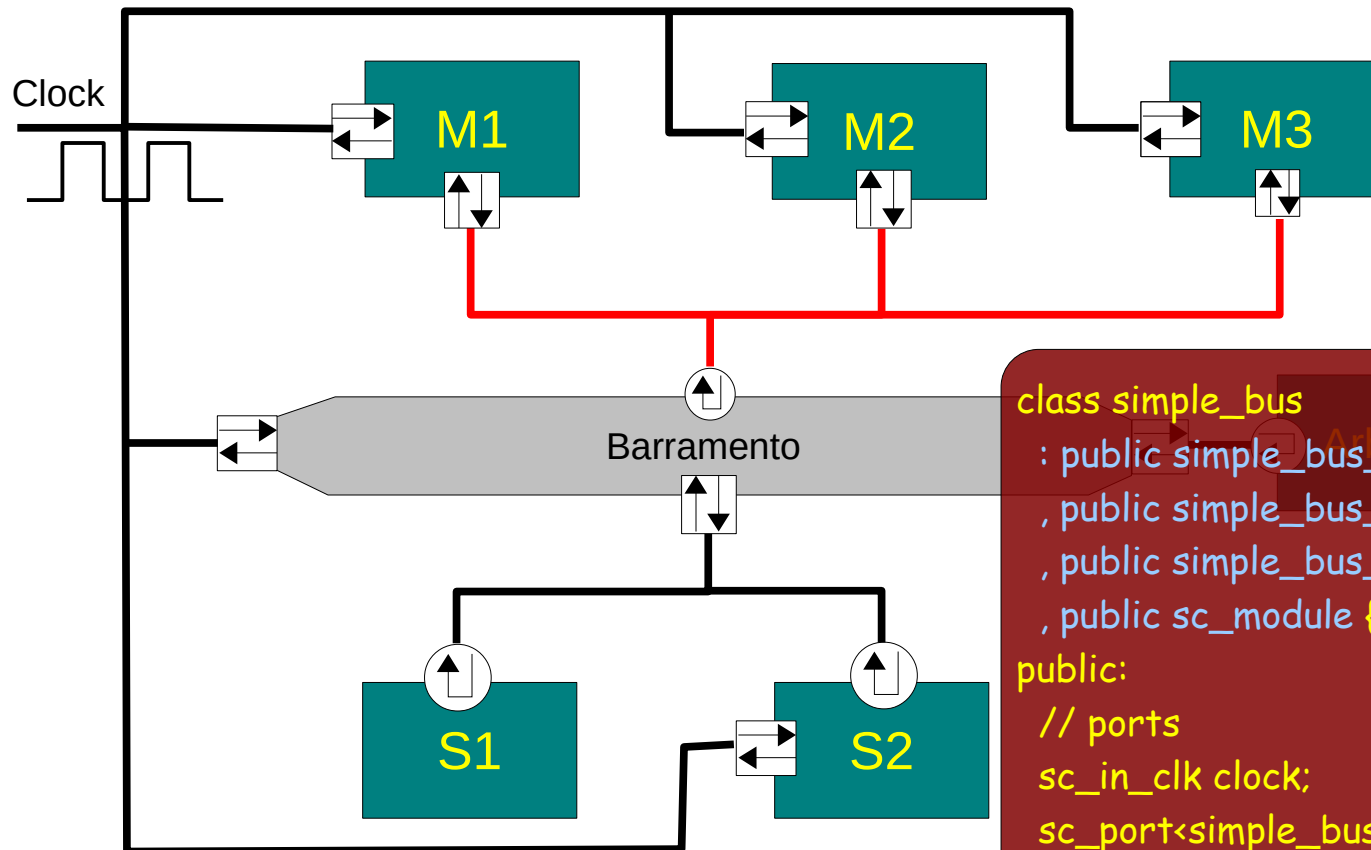 Clock
M1
M2
M3
Barramento
S1
S2
class simple_bus
: public simple_bus_
, public simple_bus_
, public simple_bus_
, public sc_module {
public:
// ports
sc_in_clk clock;
sc_port<simple_bus